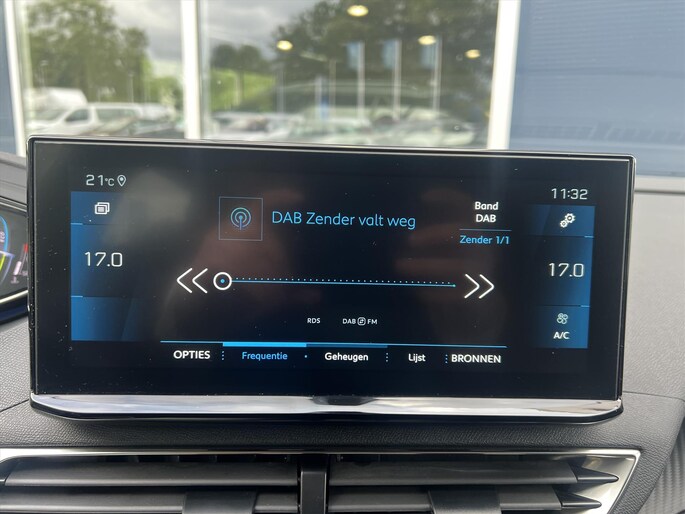 21°C
11:32
Band
DAB
DAB Zender valt weg
Zender 1/1
17.0
17.0
RDS
DAB FM
A/C
OPTIES
Frequentie
Geheugen
Lijst
BRONNEN